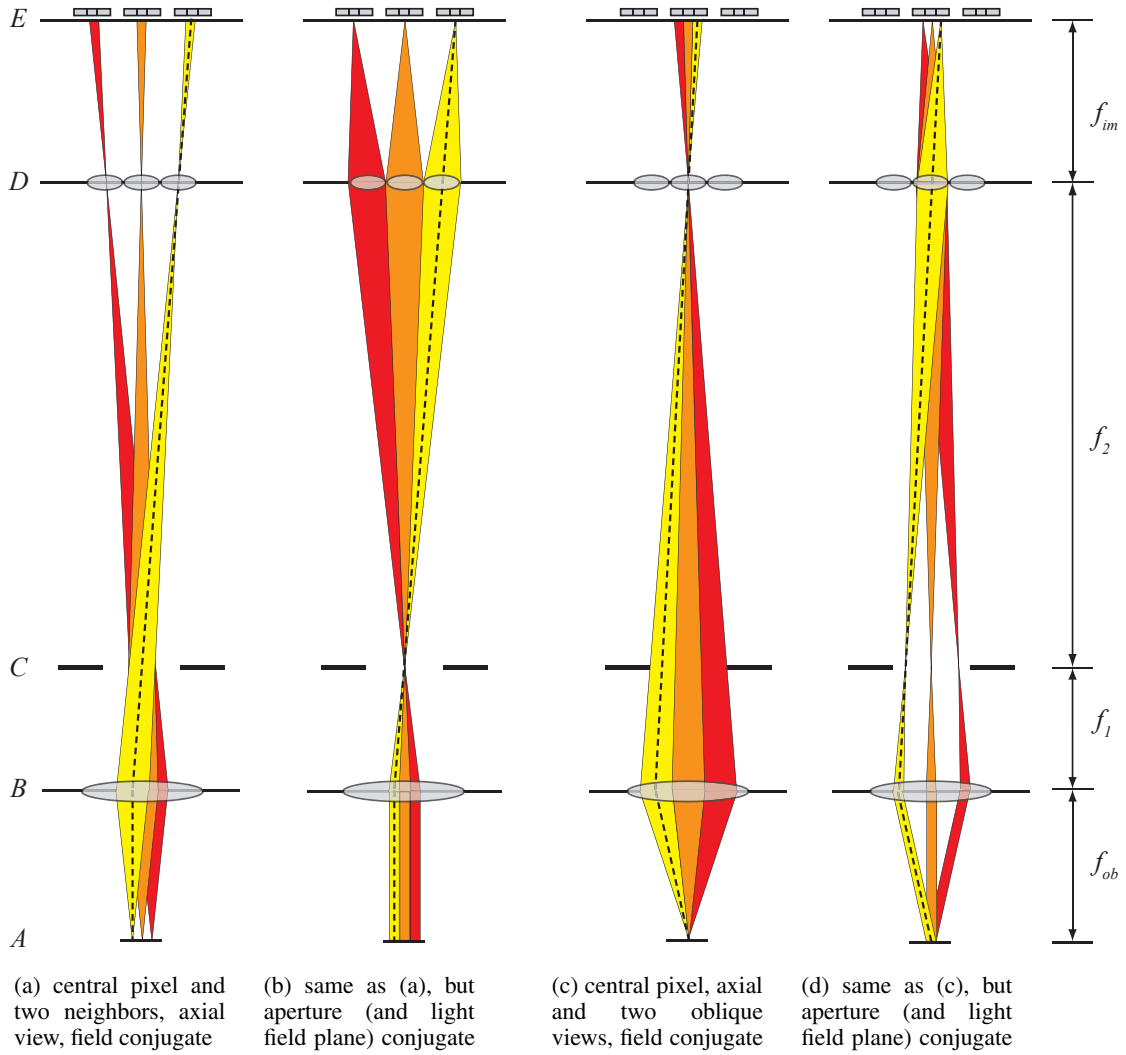 E
D
C
B
A
f_im
f_2
f_1
f_ob
(a) central pixel and
two neighbors, axial
view, field conjugate
(b) same as (a), but
aperture (and light
field plane) conjugate
(c) central pixel, axial
and two oblique
views, field conjugate
(d) same as (c), but
aperture (and light
field plane) conjugate